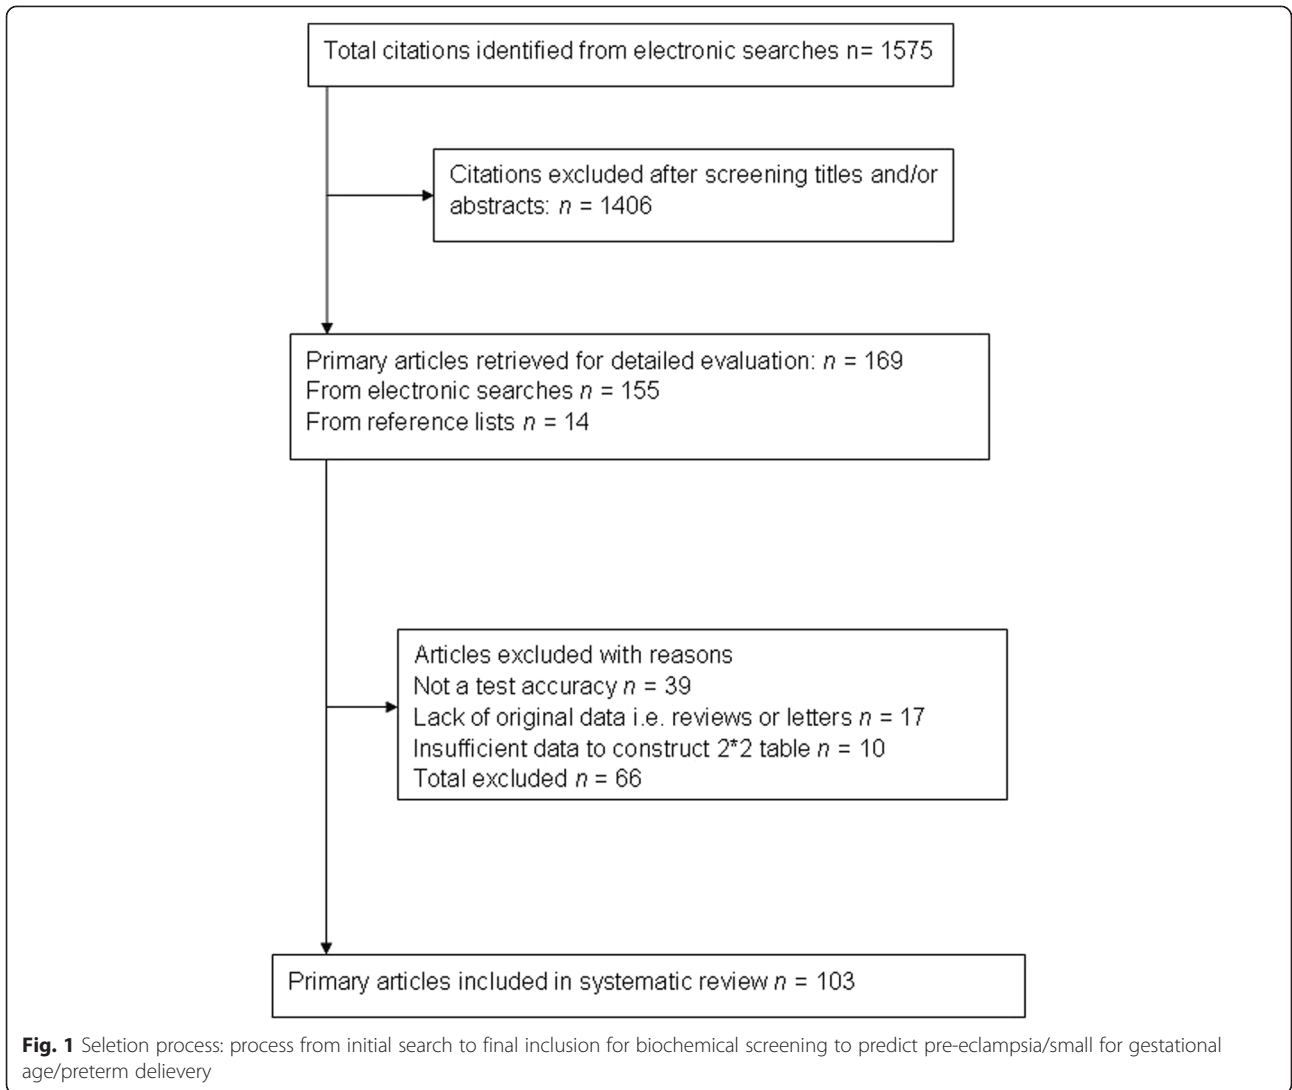 Total citations identified from electronic searches n= 1575
Citations excluded after screening titles and/or
abstracts: n = 1406
Primary articles retrieved for detailed evaluation: n = 169
From electronic searches n = 155
From reference lists n = 14
Articles excluded with reasons
Not a test accuracy n = 39
Lack of original data i.e. reviews or letters n = 17
Insufficient data to construct 2*2 table n = 10
Total excluded n = 66
Primary articles included in systematic review n = 103
Fig. 1 Seletion process: process from initial search to final inclusion for biochemical screening to predict pre-eclampsia/small for gestational
age/preterm delievery